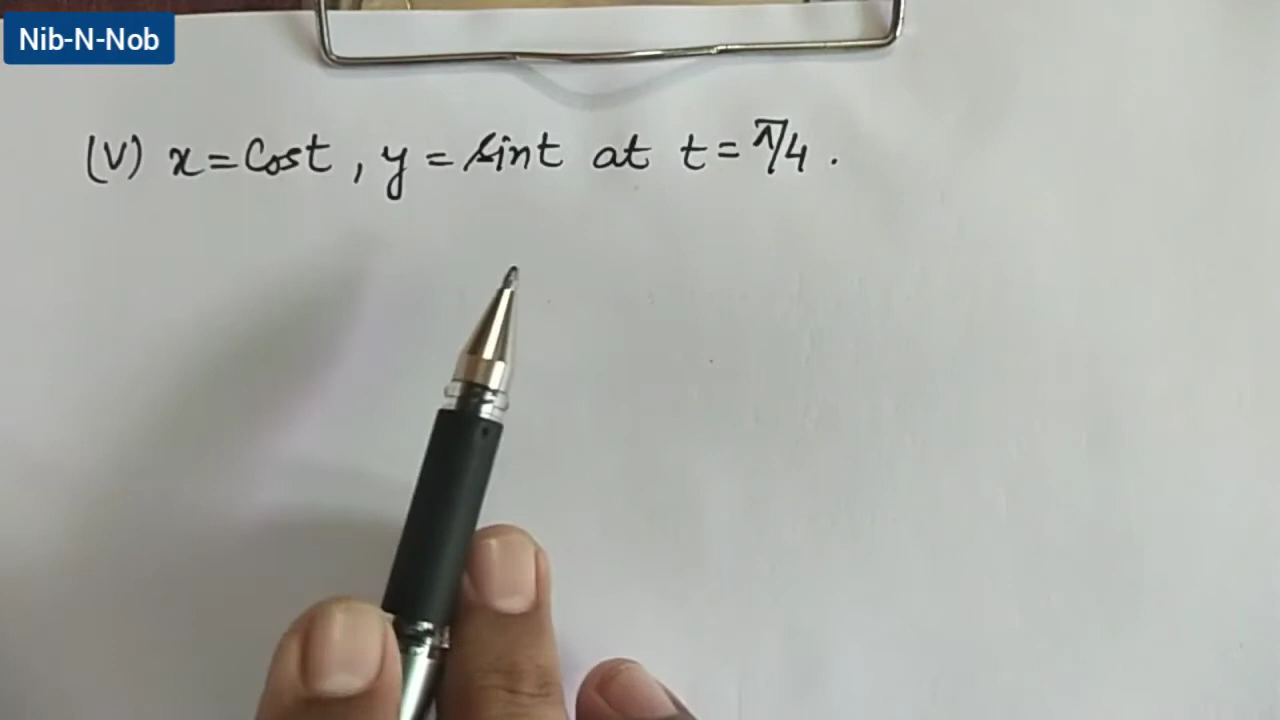 Nib-N-Nob
(V) x = Cost , y = sint at t = π/4 .